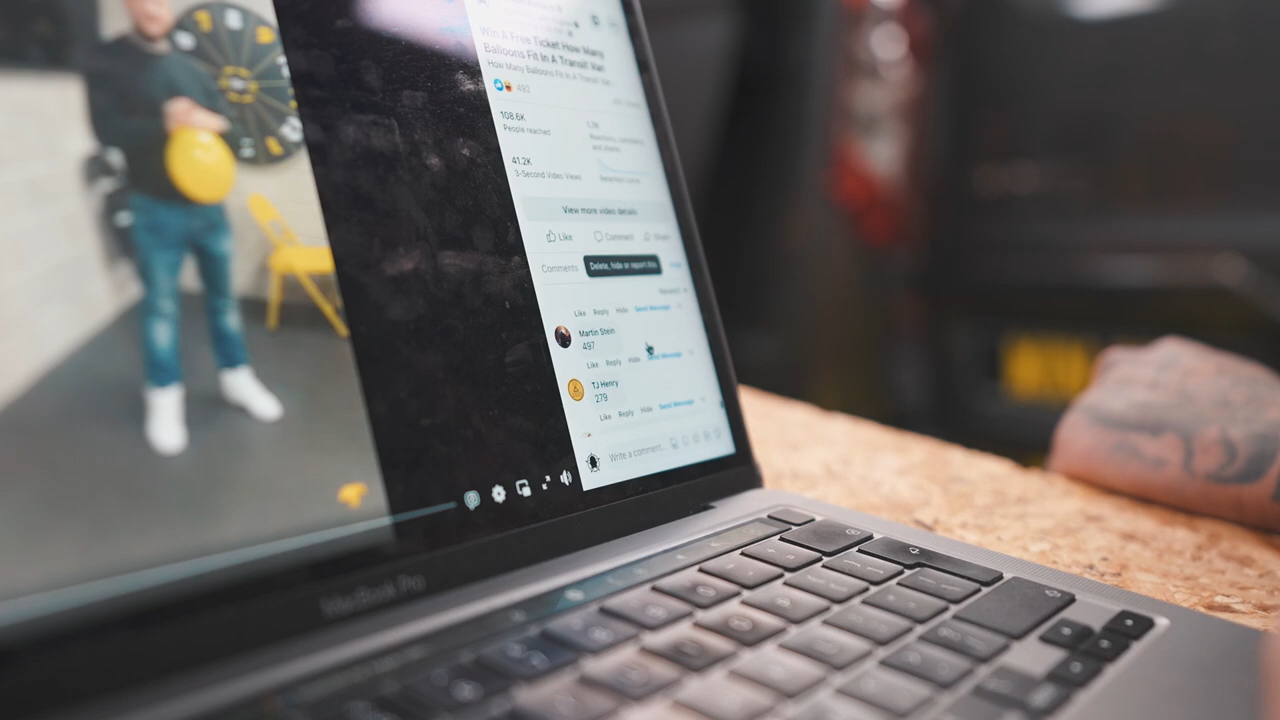 Win A Free Ticket How Many
Balloons Fit In A Transit Van
How Many Balloons Fit In A Transit Van
492
108.6K
People reached
Reactions, comments
and shares
41.2K
3-Second Video Views
View more video details
Like Comment Share
Comments Delete, hide or report this
Like Reply Hide Send Message
Martin Stein
497
Like Reply Hide Send Message
TJ Henry
279
Like Reply Hide Send Message
Write a comment...
MacBook Pro